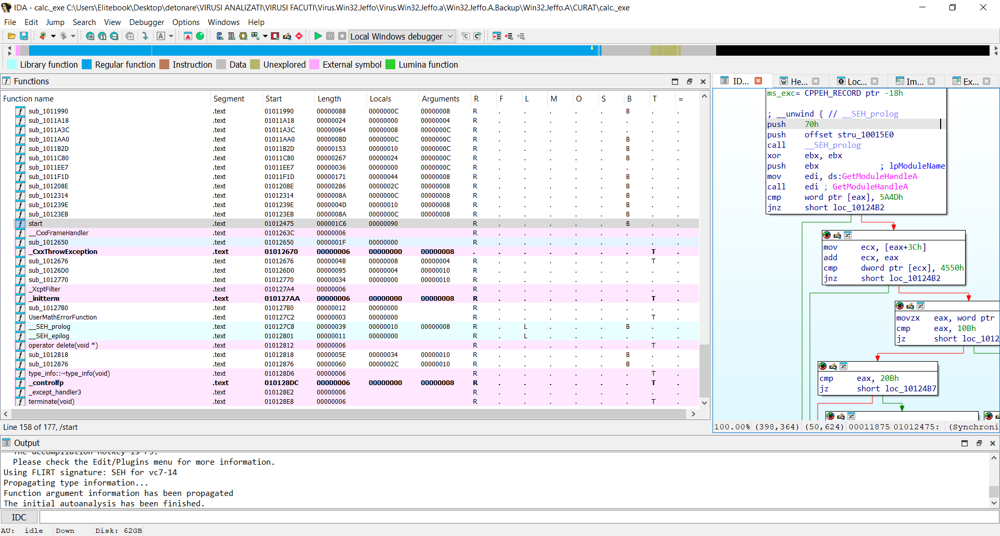 IDA - calc._exe C:\Users\Elitebook\Desktop\detonare\VIRUSI ANALIZATI\VIRUSI FACUTI\Virus.Win32.Jeffo\Virus.Win32.Jeffo.a\Win32.Jeffo.A.Backup\Win32.Jeffo.A\CURAT\calc._exe
File Edit Jump Search View Debugger Options Windows Help
Local Windows debugger
Library function Regular function Instruction Data Unexplored External symbol Lumina function
Functions
Function name Segment Start Length Locals Arguments R F L M O S B T =
sub_1011990 .text 01011990 00000088 0000000C 00000008 R . . . . . B . .
sub_1011A18 .text 01011A18 00000024 00000000 00000004 R . . . . . . . .
sub_1011A3C .text 01011A3C 00000064 00000008 0000000C R . . . . . . . .
sub_1011AA0 .text 01011AA0 0000008D 0000000C 0000000C R . . . . . B . .
sub_1011B2D .text 01011B2D 00000153 00000010 0000000C R . . . . . B . .
sub_1011C80 .text 01011C80 00000267 00000024 0000000C R . . . . . B . .
sub_1011EE7 .text 01011EE7 00000036 00000000 0000000C R . . . . . . . .
sub_1011F1D .text 01011F1D 00000171 00000044 00000008 R . . . . . B . .
sub_101208E .text 0101208E 00000286 0000002C 00000008 R . . . . . B . .
sub_1012314 .text 01012314 0000008A 0000000C 00000008 R . . . . . B . .
sub_101239E .text 0101239E 0000004D 00000010 00000008 R . . . . . B . .
sub_10123EB .text 010123EB 0000008A 0000000C 00000008 R . . . . . B . .
start .text 01012475 000001C6 00000090 R . . . . . B . .
__CxxFrameHandler .text 0101263C 00000006 R . . . . . . . .
sub_1012650 .text 01012650 0000001F 00000000 R . . . . . . . .
_CxxThrowException .text 01012670 00000006 00000000 00000008 . . . . . . . T .
sub_1012676 .text 01012676 0000004B 00000008 00000004 R . . . . . . T .
sub_10126D0 .text 010126D0 00000095 00000004 00000010 R . . . . . . . .
sub_1012770 .text 01012770 00000034 00000000 00000010 R . . . . . . . .
_XcptFilter .text 010127A4 00000006 R . . . . . . . .
_initterm .text 010127AA 00000006 00000000 00000008 R . . . . . . T .
sub_10127B0 .text 010127B0 00000012 00000000 R . . . . . . . .
UserMathErrorFunction .text 010127C2 00000003 00000000 R . . . . . . T .
__SEH_prolog .text 010127C8 00000039 00000010 00000008 R . L . . . B . .
__SEH_epilog .text 01012801 00000011 00000000 R . L . . . . . .
operator delete(void *) .text 01012812 00000006 R . . . . . . T .
sub_1012818 .text 01012818 0000005E 00000034 00000010 R . . . . . B . .
sub_1012876 .text 01012876 00000060 0000002C 00000010 R . . . . . B . .
type_info::~type_info(void) .text 010128D6 00000006 R . . . . . . T .
_controlfp .text 010128DC 00000006 00000000 00000008 R . . . . . . T .
_except_handler3 .text 010128E2 00000006 R . . . . . . . .
terminate(void) .text 010128E8 00000006 R . . . . . . T .
Line 158 of 177, /start
ID... He... Loc... Im... Ex...
ms_exc= CPPEH_RECORD ptr -18h
; __unwind { // __SEH_prolog
push 70h
push offset stru_10015E0
call __SEH_prolog
xor ebx, ebx
push ebx ; lpModuleName
mov edi, ds:GetModuleHandleA
call edi ; GetModuleHandleA
cmp word ptr [eax], 5A4Dh
jnz short loc_10124B2
mov ecx, [eax+3Ch]
add ecx, eax
cmp dword ptr [ecx], 4550h
jnz short loc_10124B2
movzx eax, word ptr
cmp eax, 10Bh
jz short loc_1012
cmp eax, 20Bh
jz short loc_10124B7
100.00% (398,364) (50,624) 00011875 01012475: (Synchroni
Output
The decompilation hotkey is F5.
Please check the Edit/Plugins menu for more information.
Using FLIRT signature: SEH for vc7-14
Propagating type information...
Function argument information has been propagated
The initial autoanalysis has been finished.
IDC
AU: idle Down Disk: 62GB